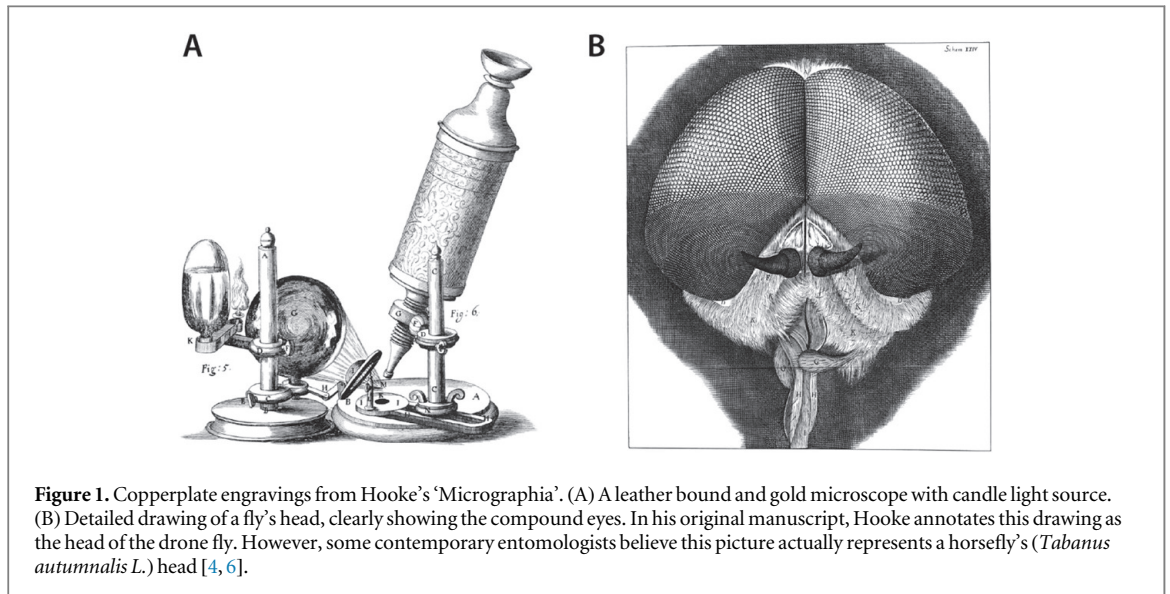 A
B
Schem XXIV
A
G
K
Fig: 5.
H
G
C
Fig: 6.
D
M
B
I
I
C
A
E
G
Figure 1. Copperplate engravings from Hooke's 'Micrographia'. (A) A leather bound and gold microscope with candle light source.
(B) Detailed drawing of a fly's head, clearly showing the compound eyes. In his original manuscript, Hooke annotates this drawing as
the head of the drone fly. However, some contemporary entomologists believe this picture actually represents a horsefly's (Tabanus
autumnalis L.) head [4, 6].